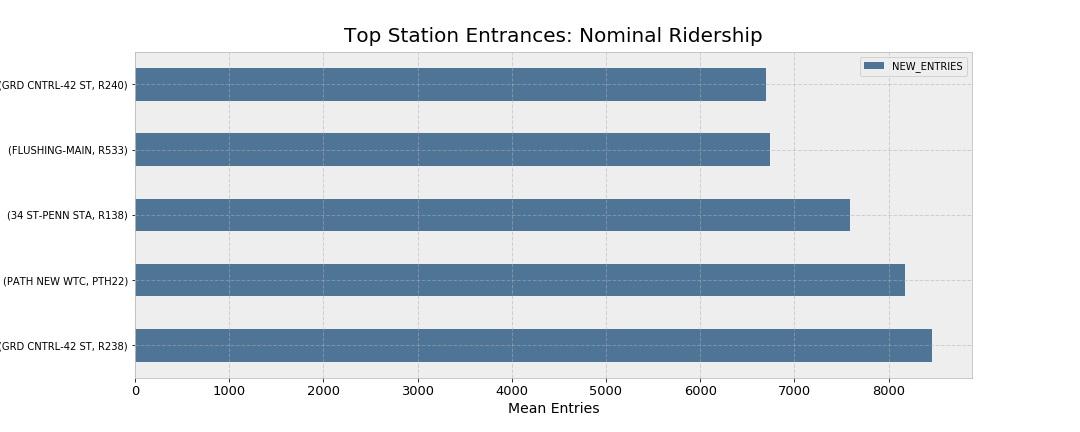 Top Station Entrances: Nominal Ridership
NEW_ENTRIES
(GRD CNTRL-42 ST, R240)
(FLUSHING-MAIN, R533)
(34 ST-PENN STA, R138)
(PATH NEW WTC, PTH22)
(GRD CNTRL-42 ST, R238)
0 1000 2000 3000 4000 5000 6000 7000 8000
Mean Entries